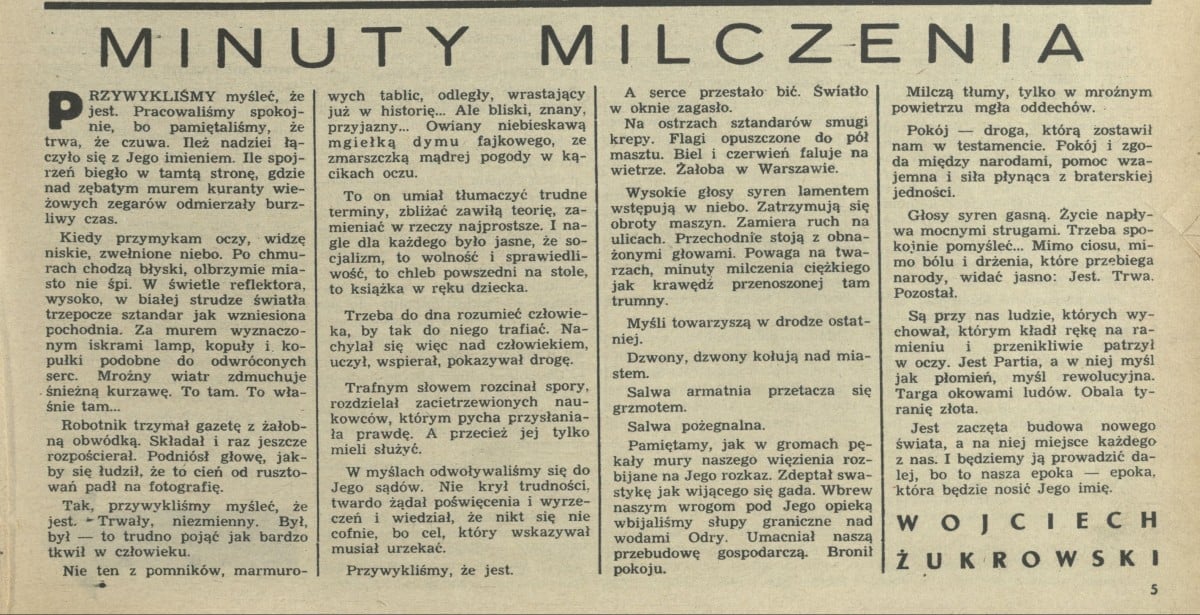 MINUTY MILCZENIA
PRZYWYKLIŚMY myśleć, że
jest. Pracowaliśmy spokoj-
nie, bo pamiętaliśmy, że
trwa, że czuwa. Ileż nadziei łą-
czyło się z Jego imieniem. Ile spoj-
rzeń biegło w tamtą stronę, gdzie
nad zębatym murem kuranty wie-
żowych zegarów odmierzały burz-
liwy czas.
Kiedy przymykam oczy, widzę
niskie, zwełnione niebo. Po chmu-
rach chodzą błyski, olbrzymie mia-
sto nie śpi. W świetle reflektora,
wysoko, w białej strudze światła
trzepocze sztandar jak wzniesiona
pochodnia. Za murem wyznaczo-
nym iskrami lamp, kopuły i ko-
pułki podobne do odwróconych
serc. Mroźny wiatr zdmuchuje
śnieżną kurzawę. To tam. To wła-
śnie tam...
Robotnik trzymał gazetę z żałob-
ną obwódką. Składał i raz jeszcze
rozpościerał. Podniósł głowę, jak-
by się łudził, że to cień od ruszto-
wań padł na fotografię.
Tak, przywykliśmy myśleć, że
jest. Trwały, niezmienny. Był,
był — to trudno pojąć jak bardzo
tkwił w człowieku.
Nie ten z pomników, marmuro-
wych tablic, odległy, wrastający
już w historię... Ale bliski, znany,
przyjazny... Owiany niebieskawą
mgiełką dymu fajkowego, ze
zmarszczką mądrej pogody w ką-
cikach oczu.
To on umiał tłumaczyć trudne
terminy, zbliżać zawiłą teorię, za-
mieniać w rzeczy najprostsze. I na-
gle dla każdego było jasne, że so-
cjalizm, to wolność i sprawiedli-
wość, to chleb powszedni na stole,
to książka w ręku dziecka.
Trzeba do dna rozumieć człowie-
ka, by tak do niego trafiać. Na-
chylał się więc nad człowiekiem,
uczył, wspierał, pokazywał drogę.
Trafnym słowem rozcinał spory,
rozdzielał zacietrzewionych nau-
kowców, którym pycha przysłania-
ła prawdę. A przecież jej tylko
mieli służyć.
W myślach odwoływaliśmy się do
Jego sądów. Nie krył trudności,
twardo żądał poświęcenia i wyrze-
czeń i wiedział, że nikt się nie
cofnie, bo cel, który wskazywał
musiał urzekać.
Przywykliśmy, że jest.
A serce przestało bić. Światło
w oknie zagasło.
Na ostrzach sztandarów smugi
krepy. Flagi opuszczone do pół
masztu. Biel i czerwień faluje na
wietrze. Żałoba w Warszawie.
Wysokie głosy syren lamentem
wstępują w niebo. Zatrzymują się
obroty maszyn. Zamiera ruch na
ulicach. Przechodnie stoją z obna-
żonymi głowami. Powaga na twa-
rzach, minuty milczenia ciężkiego
jak krawędź przenoszonej tam
trumny.
Myśli towarzyszą w drodze ostat-
niej.
Dzwony, dzwony kołują nad mia-
stem.
Salwa armatnia przetacza się
grzmotem.
Salwa pożegnalna.
Pamiętamy, jak w gromach pę-
kały mury naszego więzienia roz-
bijane na Jego rozkaz. Zdeptał swa-
stykę jak wijącego się gada. Wbrew
naszym wrogom pod Jego opieką
wbijaliśmy słupy graniczne nad
wodami Odry. Umacniał naszą
przebudowę gospodarczą. Bronił
pokoju.
Milczą tłumy, tylko w mroźnym
powietrzu mgła oddechów.
Pokój — droga, którą zostawił
nam w testamencie. Pokój i zgo-
da między narodami, pomoc wza-
jemna i siła płynąca z braterskiej
jedności.
Głosy syren gasną. Życie napły-
wa mocnymi strugami. Trzeba spo-
kojnie pomyśleć... Mimo ciosu, mi-
mo bólu i drżenia, które przebiega
narody, widać jasno: Jest. Trwa.
Pozostał.
Są przy nas ludzie, których wy-
chował, którym kładł rękę na ra-
mieniu i przenikliwie patrzył
w oczy. Jest Partia, a w niej myśl
jak płomień, myśl rewolucyjna.
Targa okowami ludów. Obala ty-
ranię złota.
Jest zaczęta budowa nowego
świata, a na niej miejsce każdego
z nas. I będziemy ją prowadzić da-
lej, bo to nasza epoka — epoka,
która będzie nosić Jego imię.
WOJCIECH
ŻUKROWSKI
5